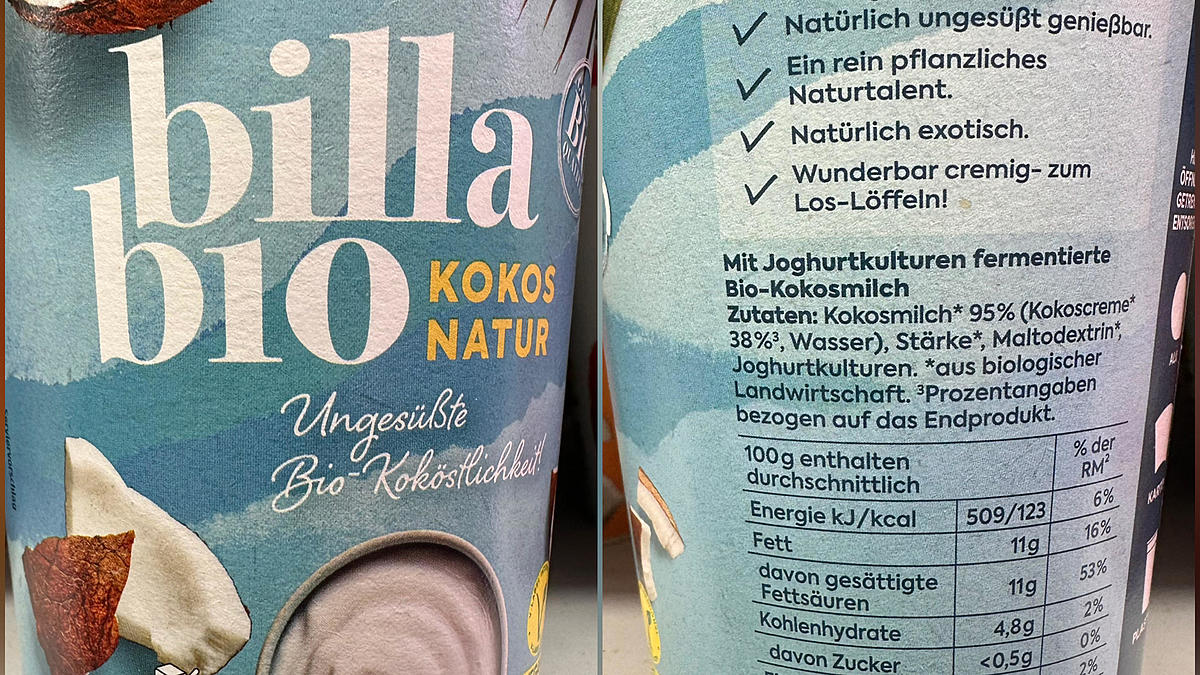 billa
bio
KOKOS
NATUR
Ungesüßte
Bio-Koköstlichkeit!
Serviervorschlag
Natürlich ungesüßt genießbar.
Ein rein pflanzliches
Naturtalent.
Natürlich exotisch.
Wunderbar cremig- zum
Los-Löffeln!
Mit Joghurtkulturen fermentierte
Bio-Kokosmilch
Zutaten: Kokosmilch* 95% (Kokoscreme*
38%³, Wasser), Stärke*, Maltodextrin*,
Joghurtkulturen. *aus biologischer
Landwirtschaft. ³Prozentangaben
bezogen auf das Endprodukt.
100g enthalten
durchschnittlich
% der
RM²
Energie kJ/kcal 509/123 6%
Fett 11g 16%
davon gesättigte
Fettsäuren 11g 53%
Kohlenhydrate 4,8g 2%
davon Zucker <0,5g 0%
2%